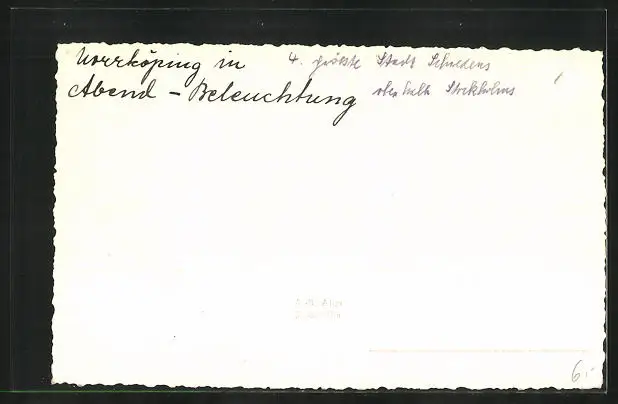 Norrköping in 4. größte Stadt Schwedens
Abend - Beleuchtung oberhalb Stockholms
6,-